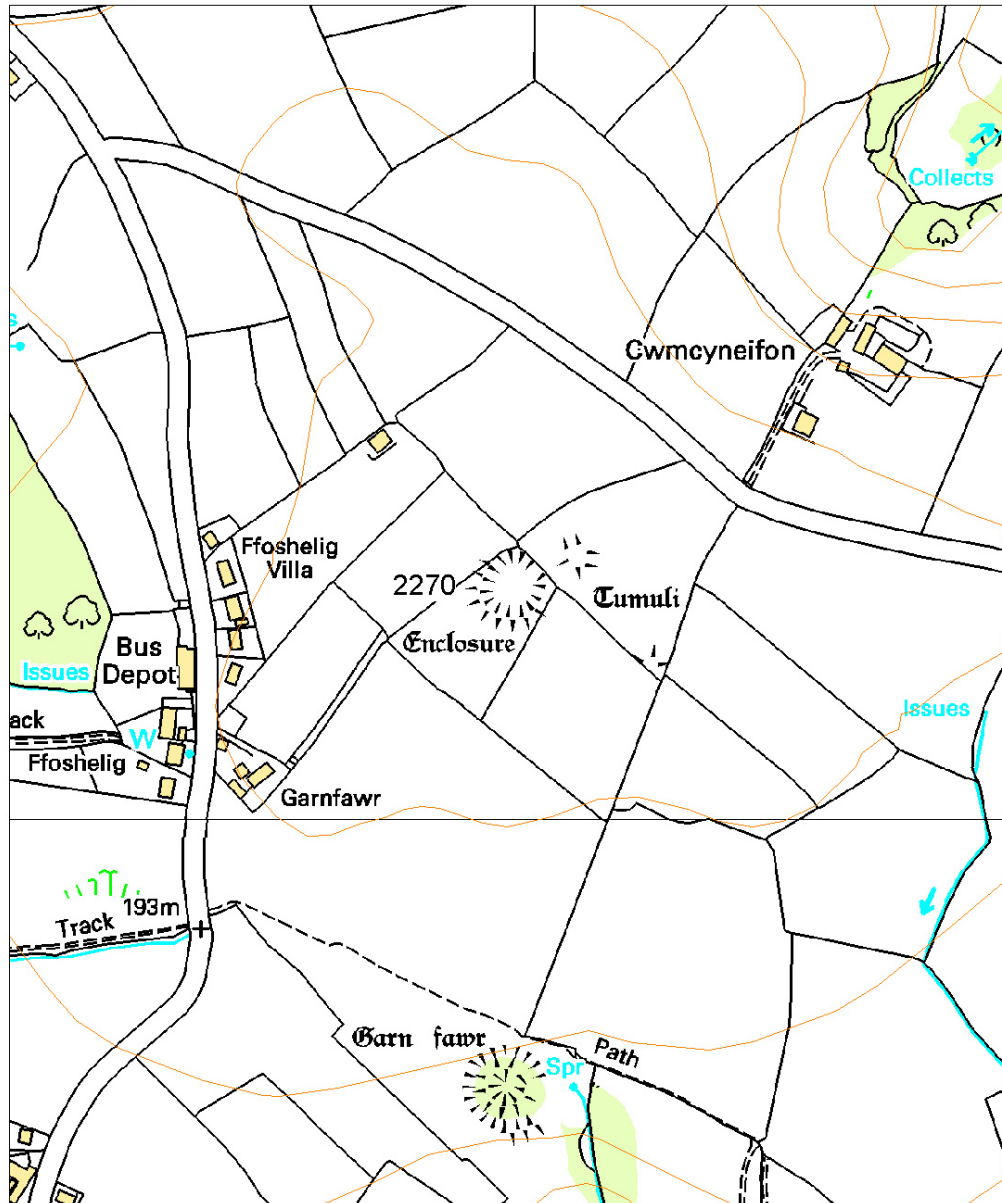 Collects
s
Cwmcyneifon
Ffoshelig
Villa
2270
Tumuli
Enclosure
Bus
Depot
Issues
Issues
ack
W
Ffoshelig
Garnfawr
193m
Track
Garn fawr
Path
Spr